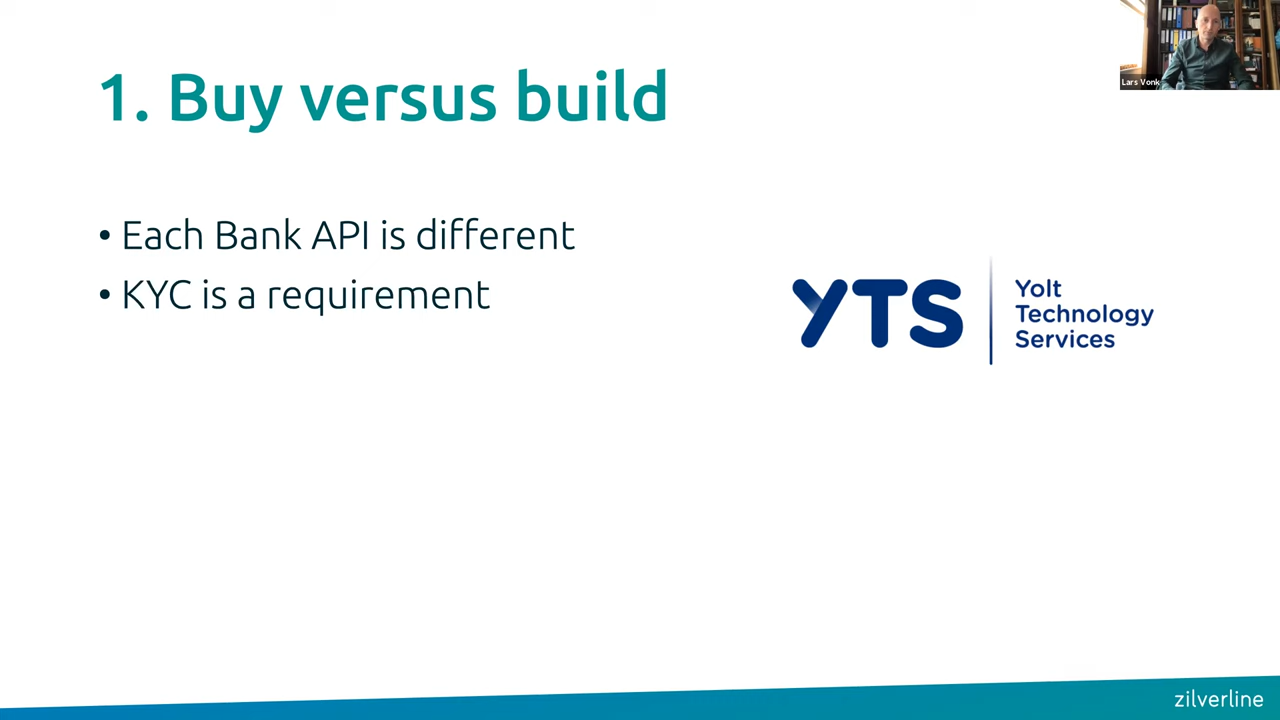 Lars Vonk
1. Buy versus build
• Each Bank API is different
• KYC is a requirement
YTS
Yolt
Technology
Services
zilverline